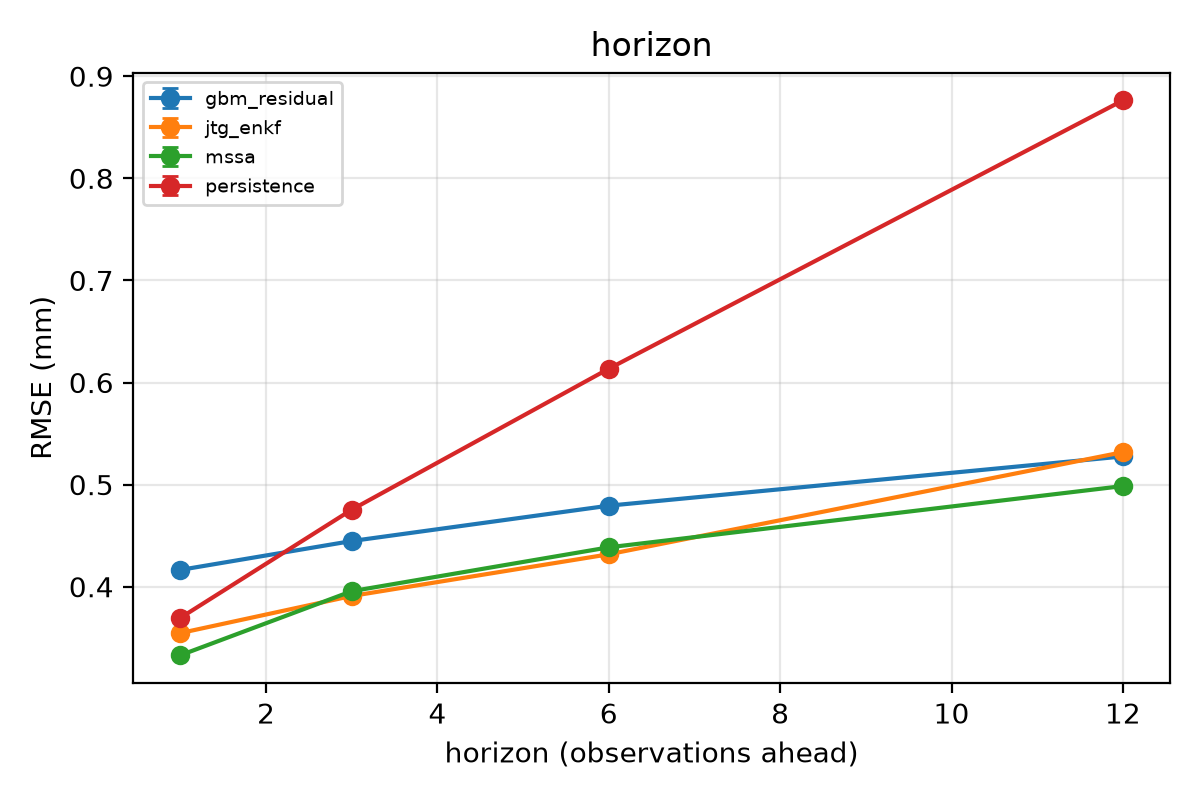 horizon
gbm_residual
jtg_enkf
mssa
persistence
RMSE (mm)
0.9
0.8
0.7
0.6
0.5
0.4
2 4 6 8 10 12
horizon (observations ahead)